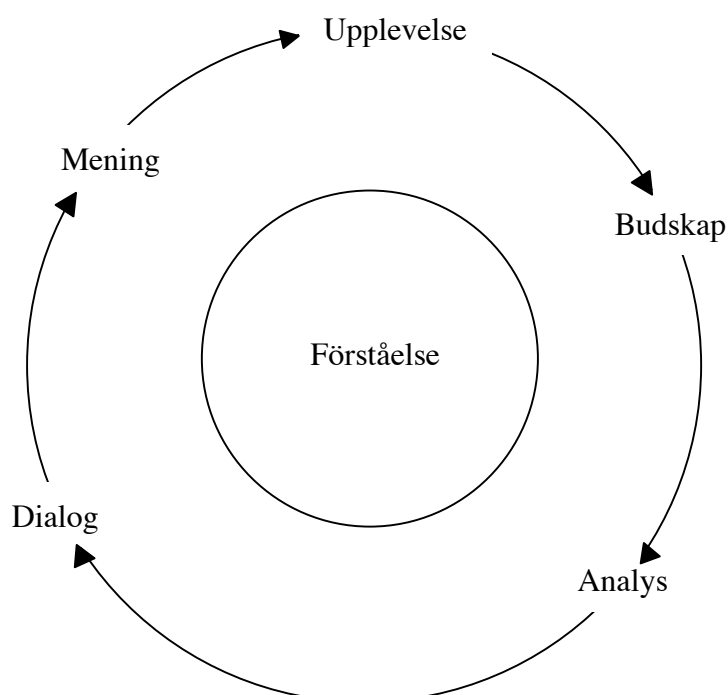 Upplevelse
Mening
Budskap
Förståelse
Dialog
Analys